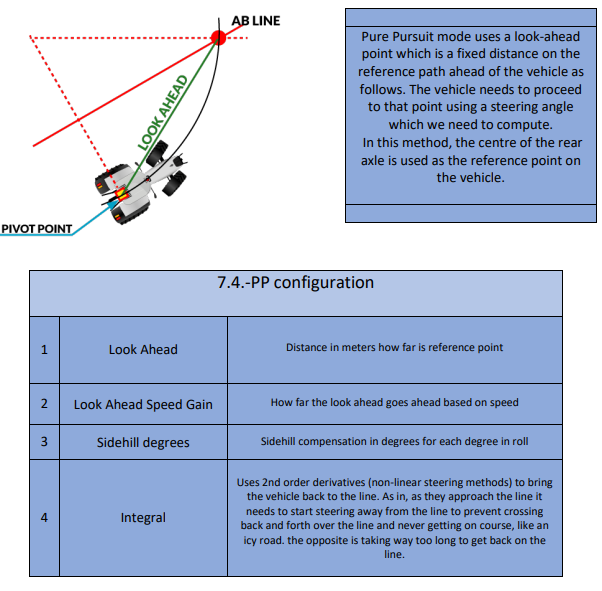 AB LINE
LOOK AHEAD
PIVOT POINT
Pure Pursuit mode uses a look-ahead
point which is a fixed distance on the
reference path ahead of the vehicle as
follows. The vehicle needs to proceed
to that point using a steering angle
which we need to compute.
In this method, the centre of the rear
axle is used as the reference point on
the vehicle.
7.4.-PP configuration
1
Look Ahead
Distance in meters how far is reference point
2
Look Ahead Speed Gain
How far the look ahead goes ahead based on speed
3
Sidehill degrees
Sidehill compensation in degrees for each degree in roll
4
Integral
Uses 2nd order derivatives (non-linear steering methods) to bring
the vehicle back to the line. As in, as they approach the line it
needs to start steering away from the line to prevent crossing
back and forth over the line and never getting on course, like an
icy road. the opposite is taking way too long to get back on the
line.